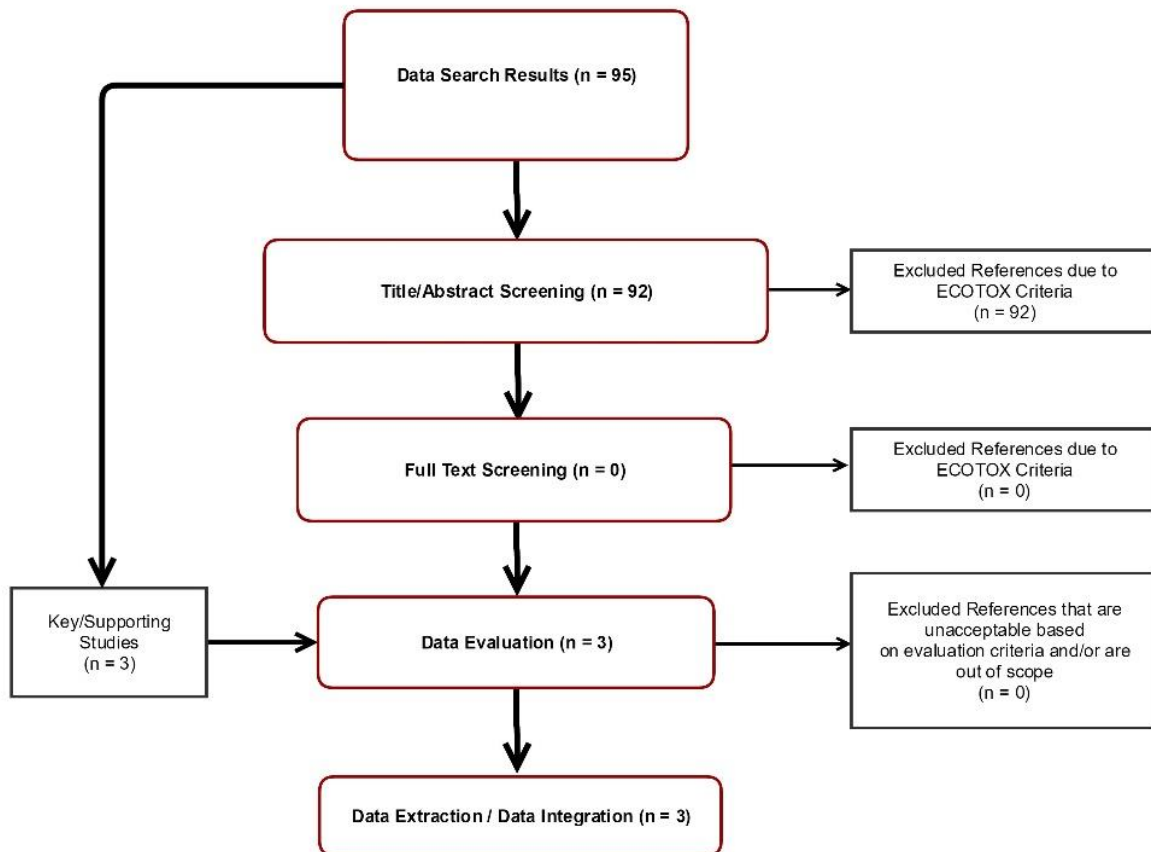 Data Search Results (n = 95)
Title/Abstract Screening (n = 92)
Excluded References due to
ECOTOX Criteria
(n = 92)
Full Text Screening (n = 0)
Excluded References due to
ECOTOX Criteria
(n = 0)
Key/Supporting
Studies
(n = 3)
Data Evaluation (n = 3)
Excluded References that are
unacceptable based
on evaluation criteria and/or are
out of scope
(n = 0)
Data Extraction / Data Integration (n = 3)